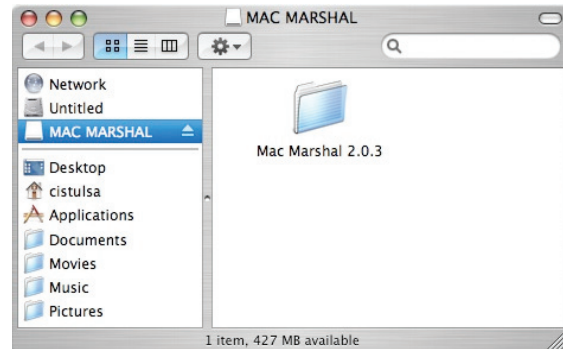 MAC MARSHAL
Network
Untitled
MAC MARSHAL
Desktop
cistulsa
Applications
Documents
Movies
Music
Pictures
Mac Marshal 2.0.3
1 item, 427 MB available